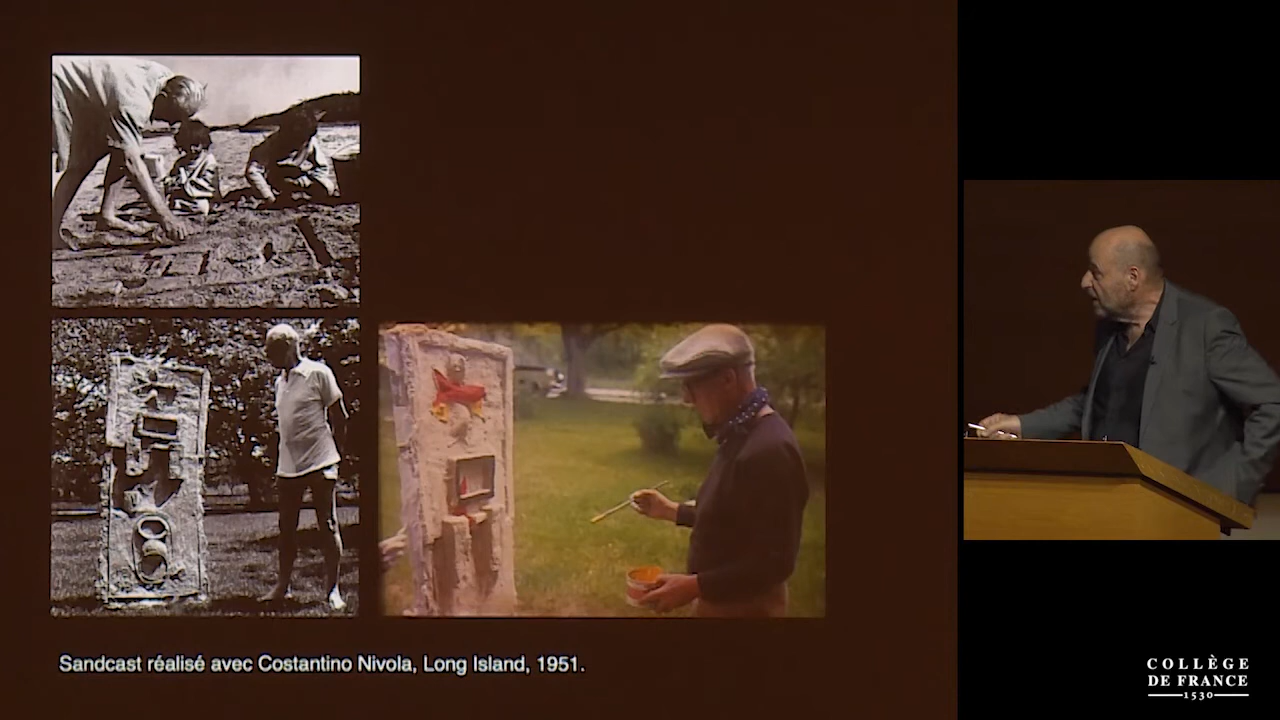 Sandcast réalisé avec Costantino Nivola, Long Island, 1951.
COLLÈGE
DE FRANCE
1530